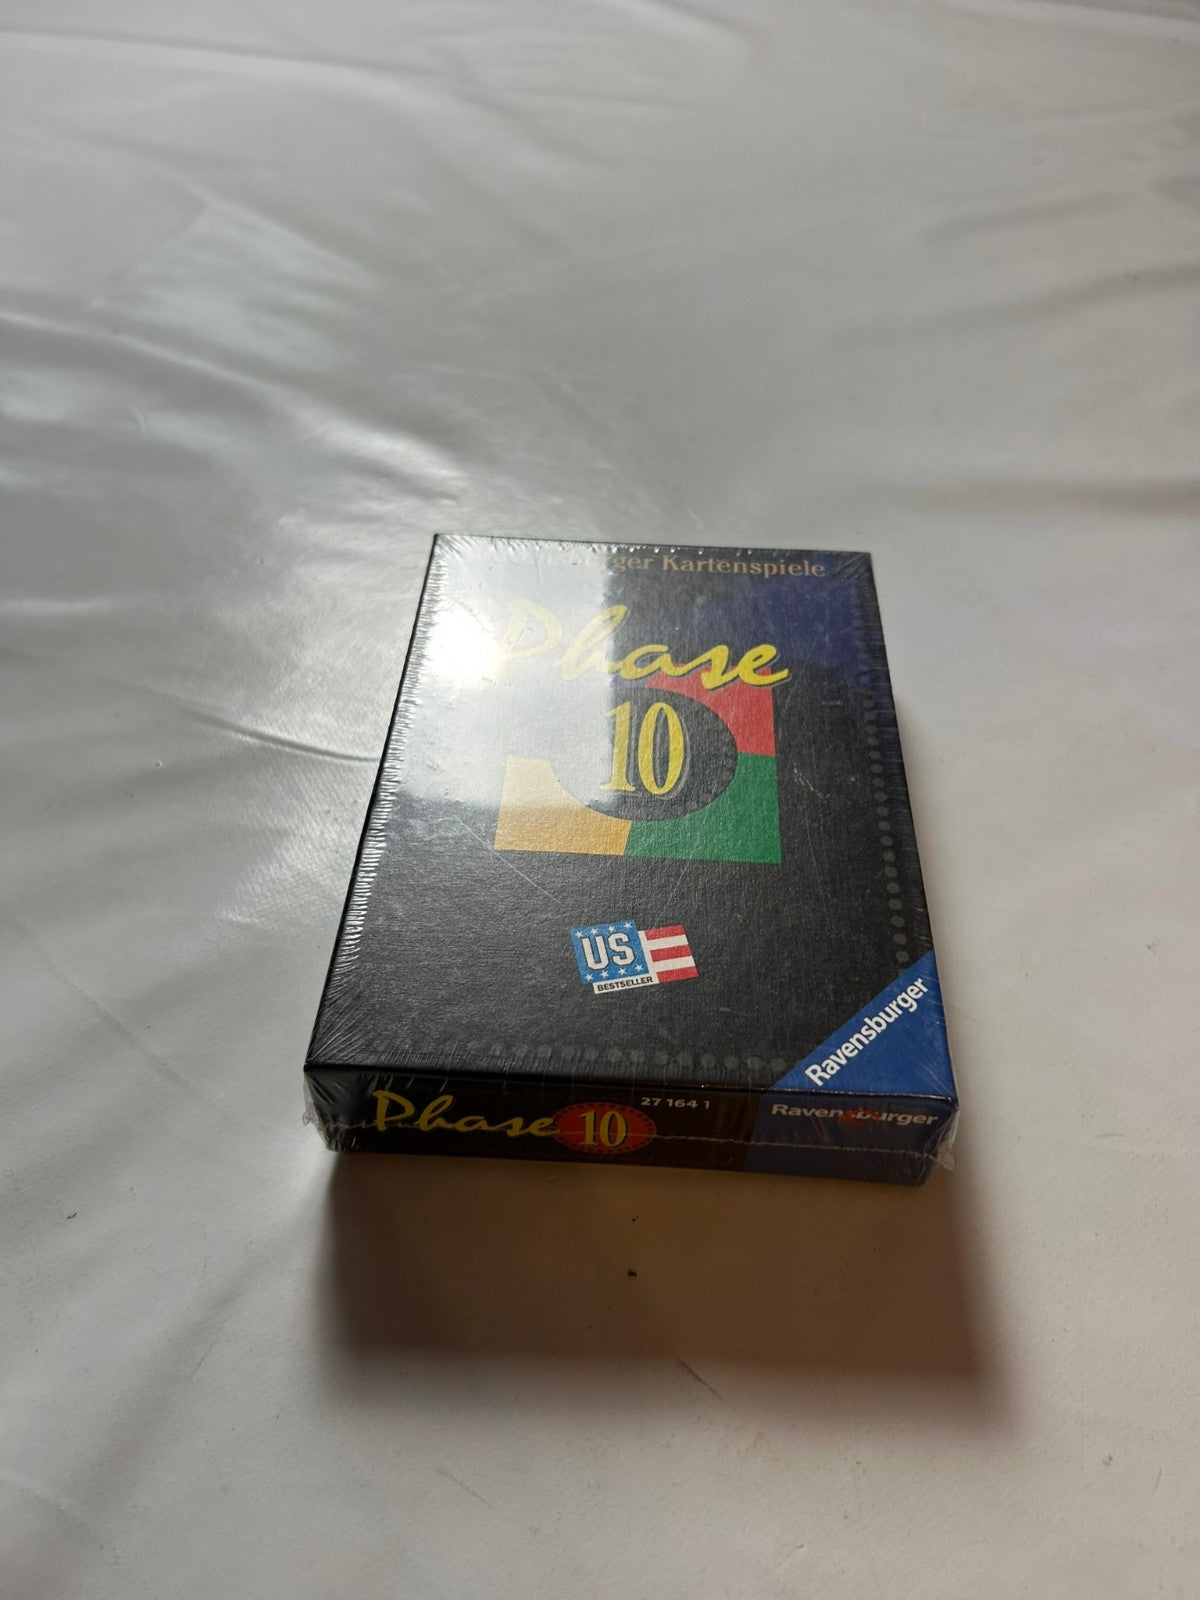 Kartenspiele
Phase
10
US
BESTSELLER
Ravensburger
Phase 10
27 164 1
Ravensburger